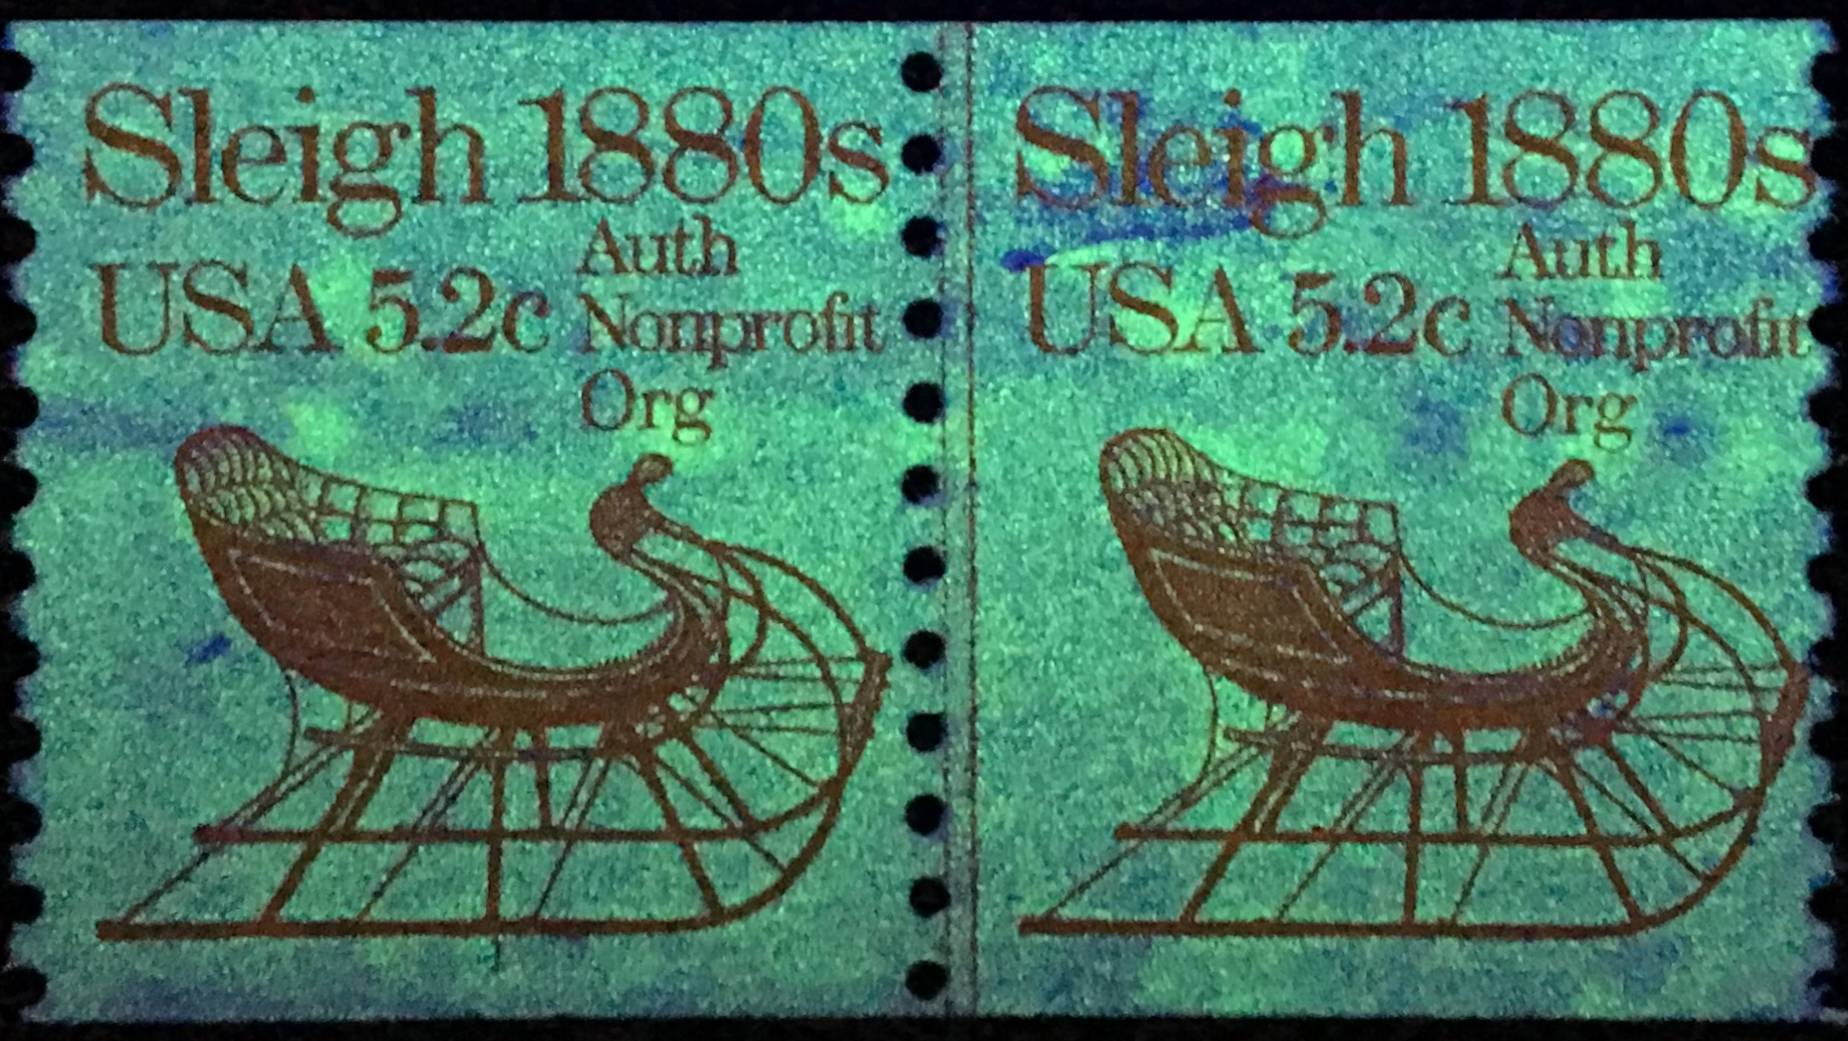 Sleigh 1880s
USA 5.2c
Auth
Nonprofit
Org
Sleigh 1880s
USA 5.2c
Auth
Nonprofit
Org